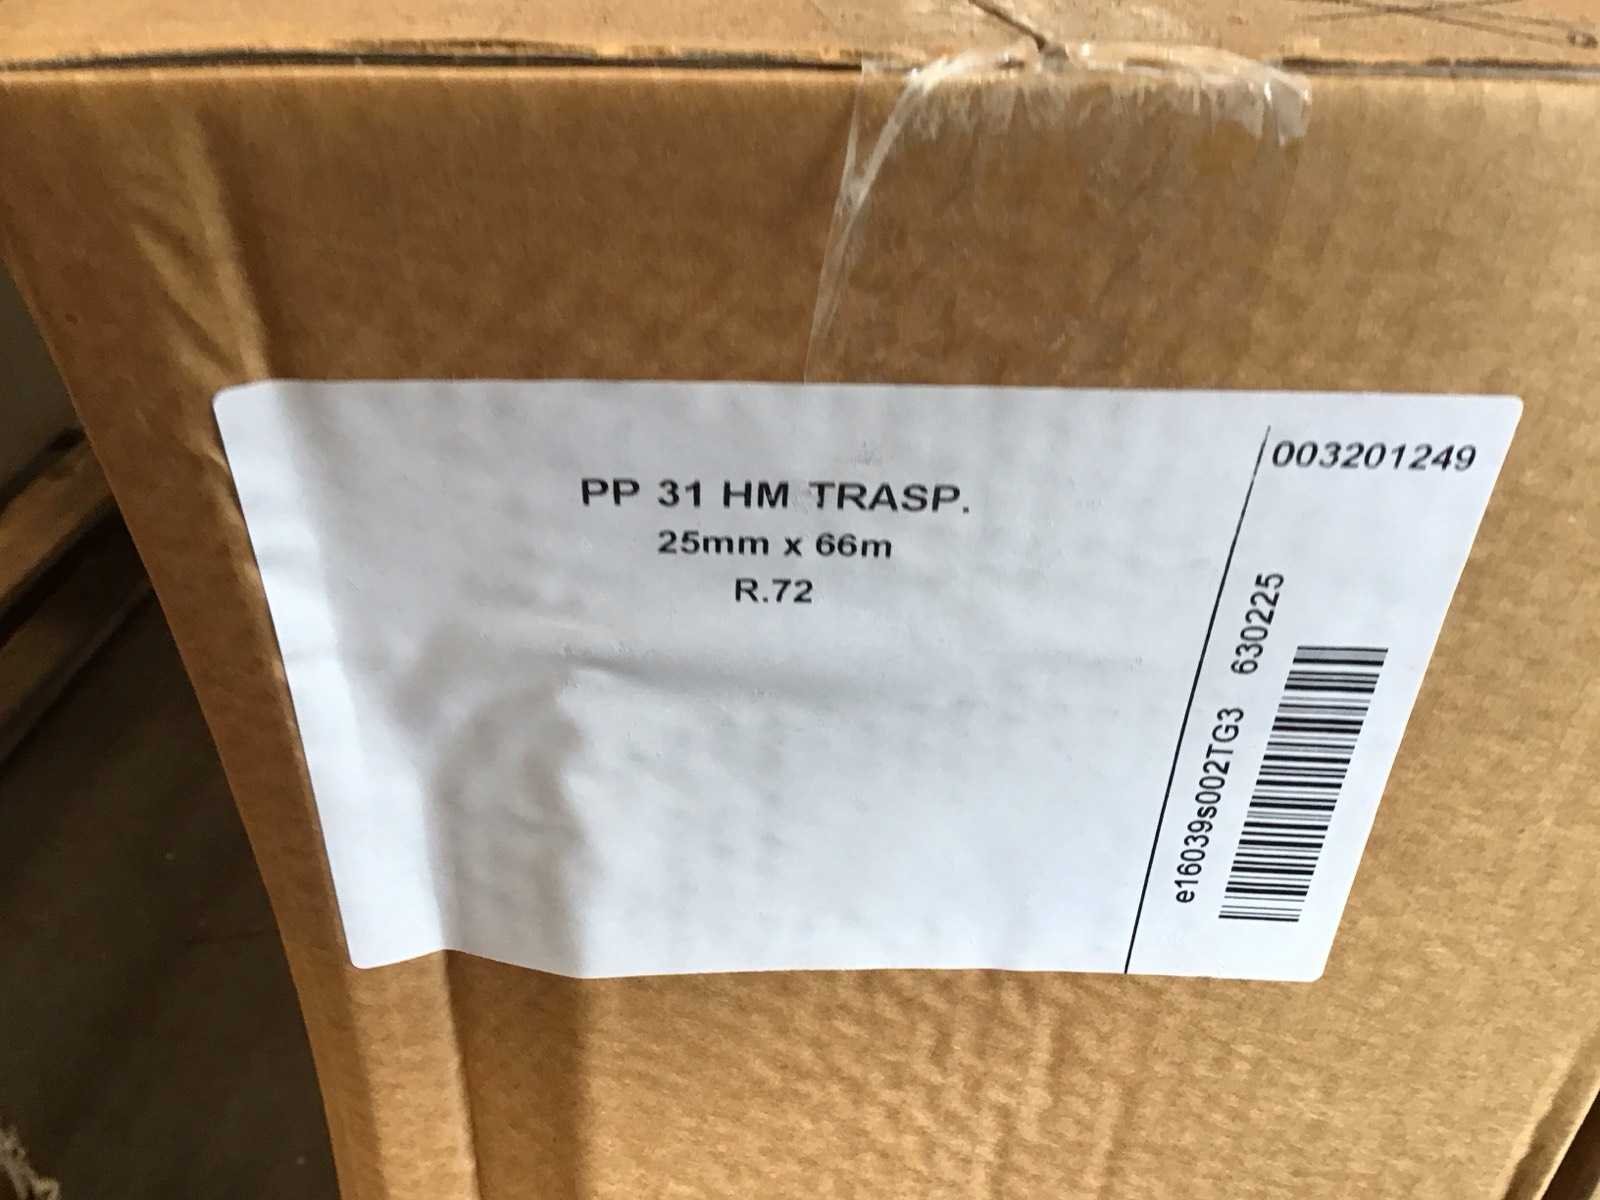 PP 31 HM TRASP.
25mm x 66m
R.72
003201249
e16039s002TG3 630225